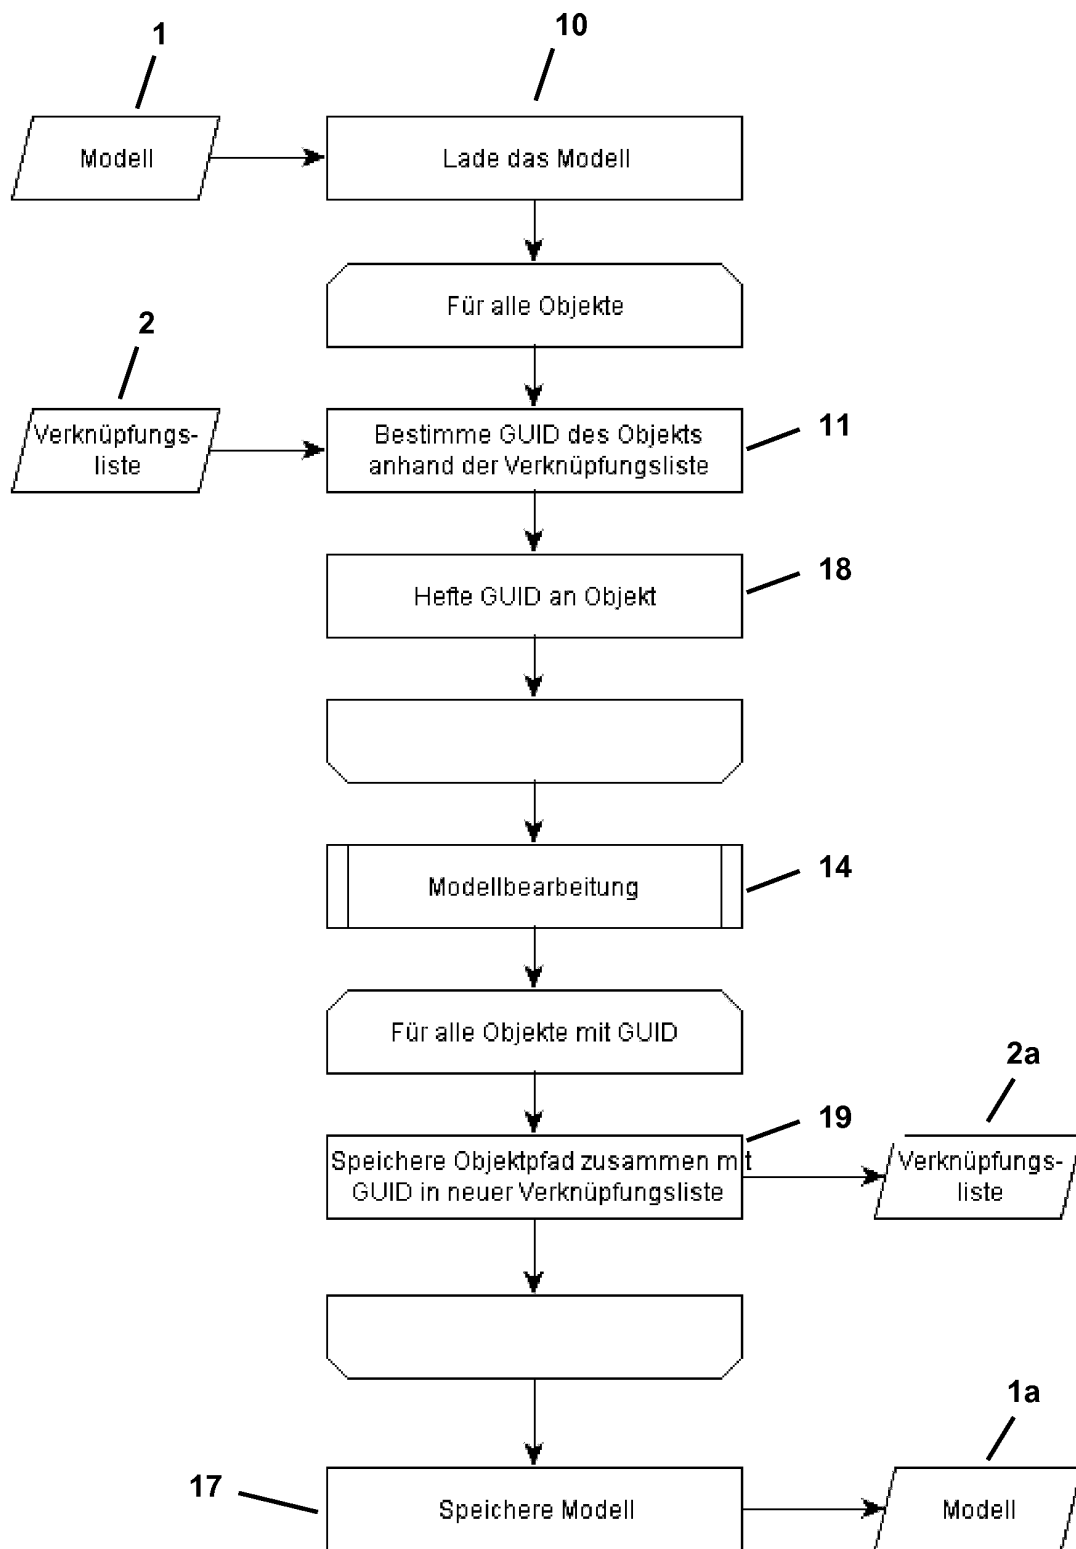 1
10
Modell
Lade das Modell
Für alle Objekte
2
Verknüpfungs-
liste
Bestimme GUID des Objekts
anhand der Verknüpfungsliste
11
Hefte GUID an Objekt
18
Modellbearbeitung
14
Für alle Objekte mit GUID
2a
19
Speichere Objektpfad zusammen mit
GUID in neuer Verknüpfungsliste
Verknüpfungs-
liste
1a
17
Speichere Modell
Modell